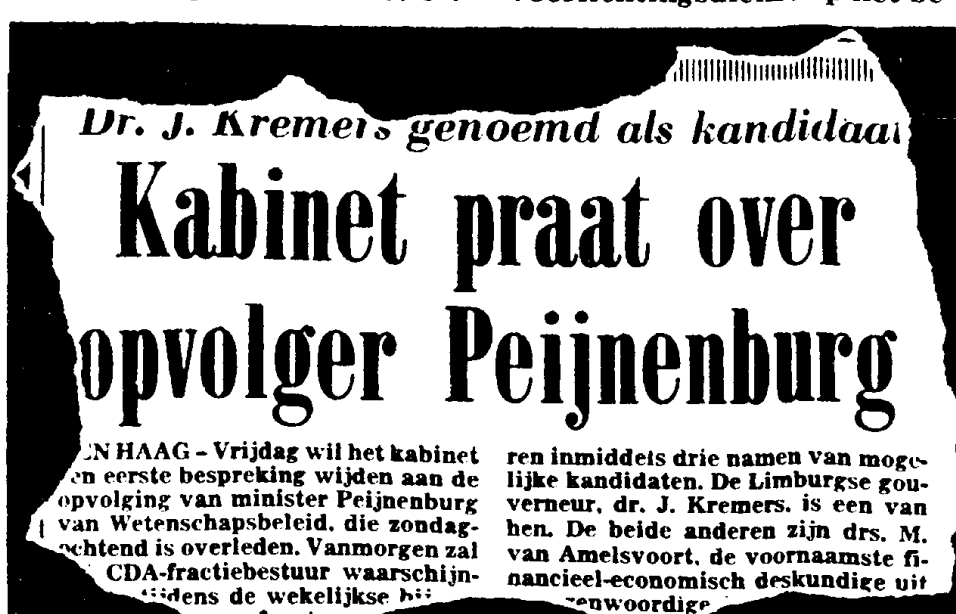 Dr. J. Kremers genoemd als kandidaat
Kabinet praat over
opvolger Peijnenburg
EN HAAG - Vrijdag wil het kabinet
en eerste bespreking wijden aan de
opvolging van minister Peijnenburg
van Wetenschapsbeleid, die zondag-
ochtend is overleden. Vanmorgen zal
CDA-fractiebestuur waarschijn-
tijdens de wekelijkse
ren inmiddels drie namen van moge-
lijke kandidaten. De Limburgse gou-
verneur, dr. J. Kremers, is een van
hen. De beide anderen zijn drs. M.
van Amelsvoort, de voornaamste fi-
nancieel-economisch deskundige uit